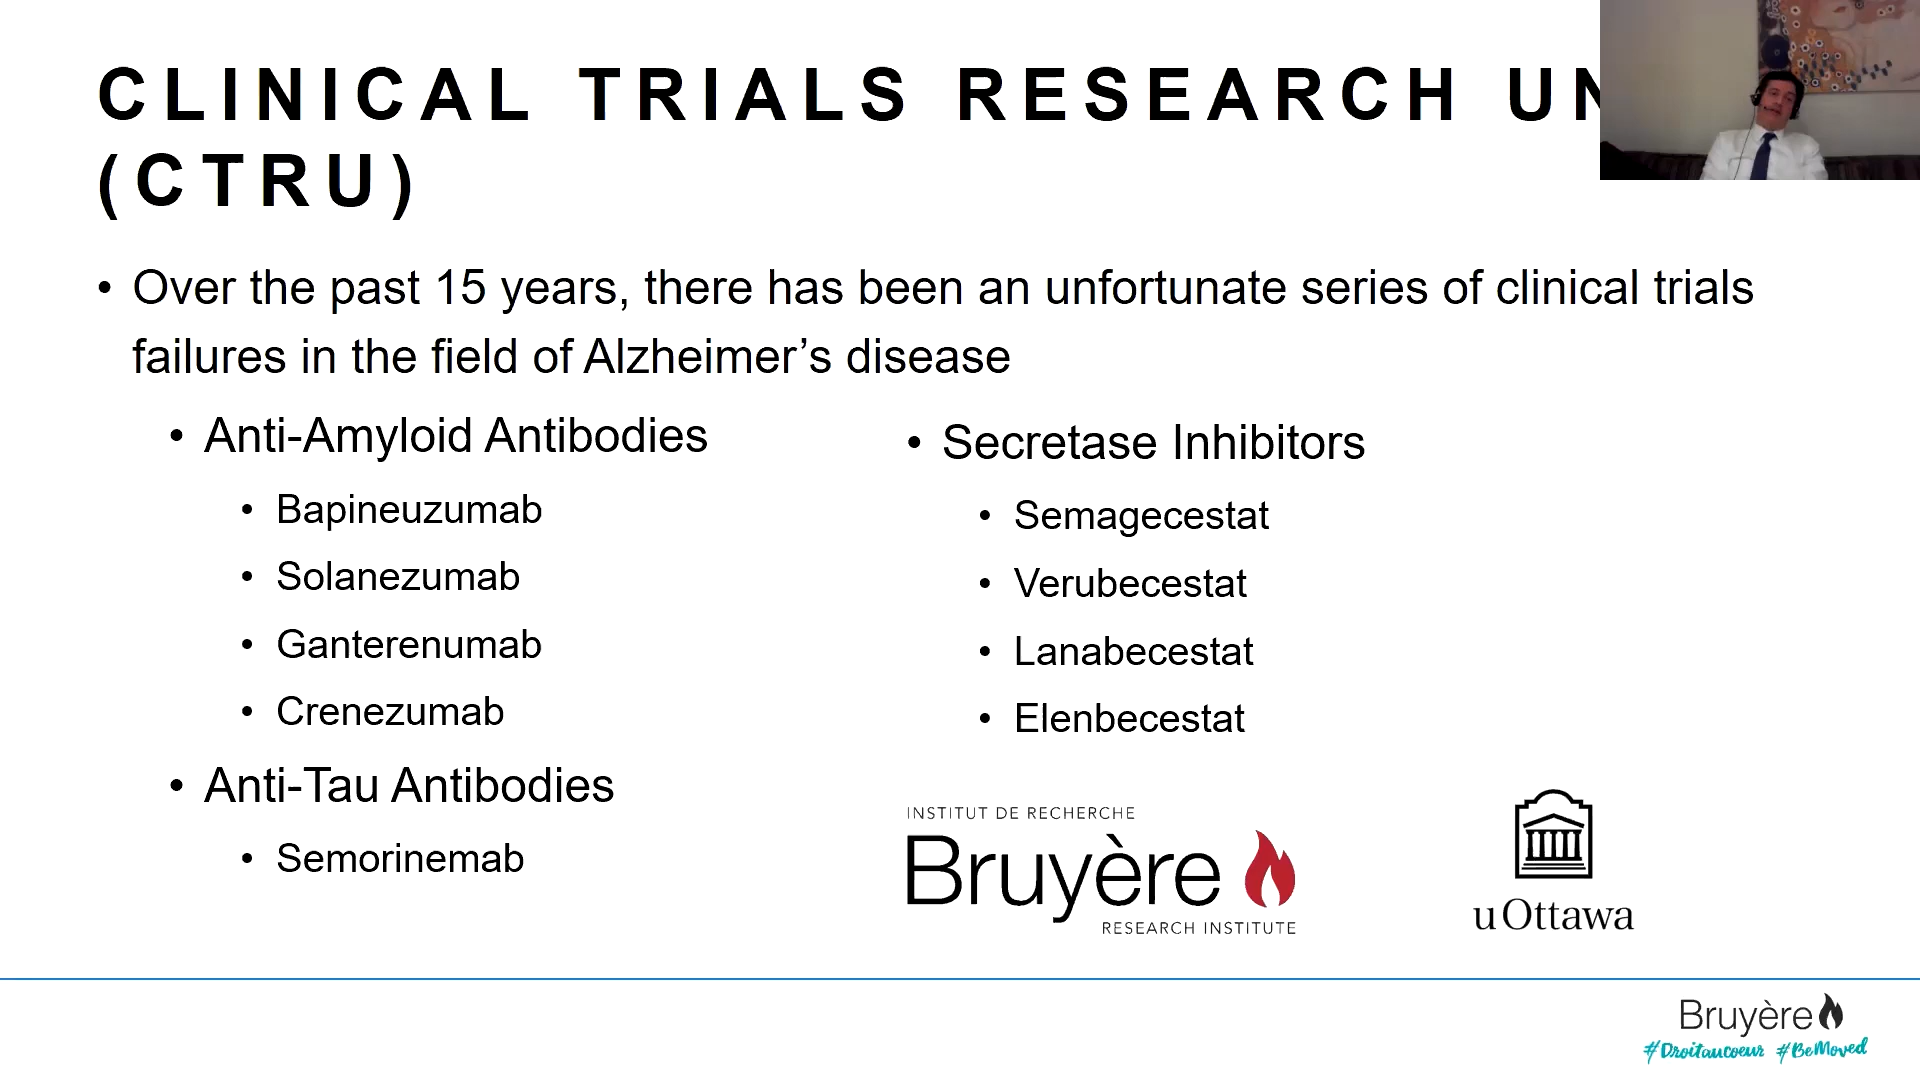 CLINICAL TRIALS RESEARCH UN
(CTRU)
• Over the past 15 years, there has been an unfortunate series of clinical trials
failures in the field of Alzheimer’s disease
• Anti-Amyloid Antibodies
• Bapineuzumab
• Solanezumab
• Ganterenumab
• Crenezumab
• Anti-Tau Antibodies
• Semorinemab
• Secretase Inhibitors
• Semagecestat
• Verubecestat
• Lanabecestat
• Elenbecestat
INSTITUT DE RECHERCHE
Bruyère
RESEARCH INSTITUTE
uOttawa
Bruyère
#Droitaucoeur #BeMoved